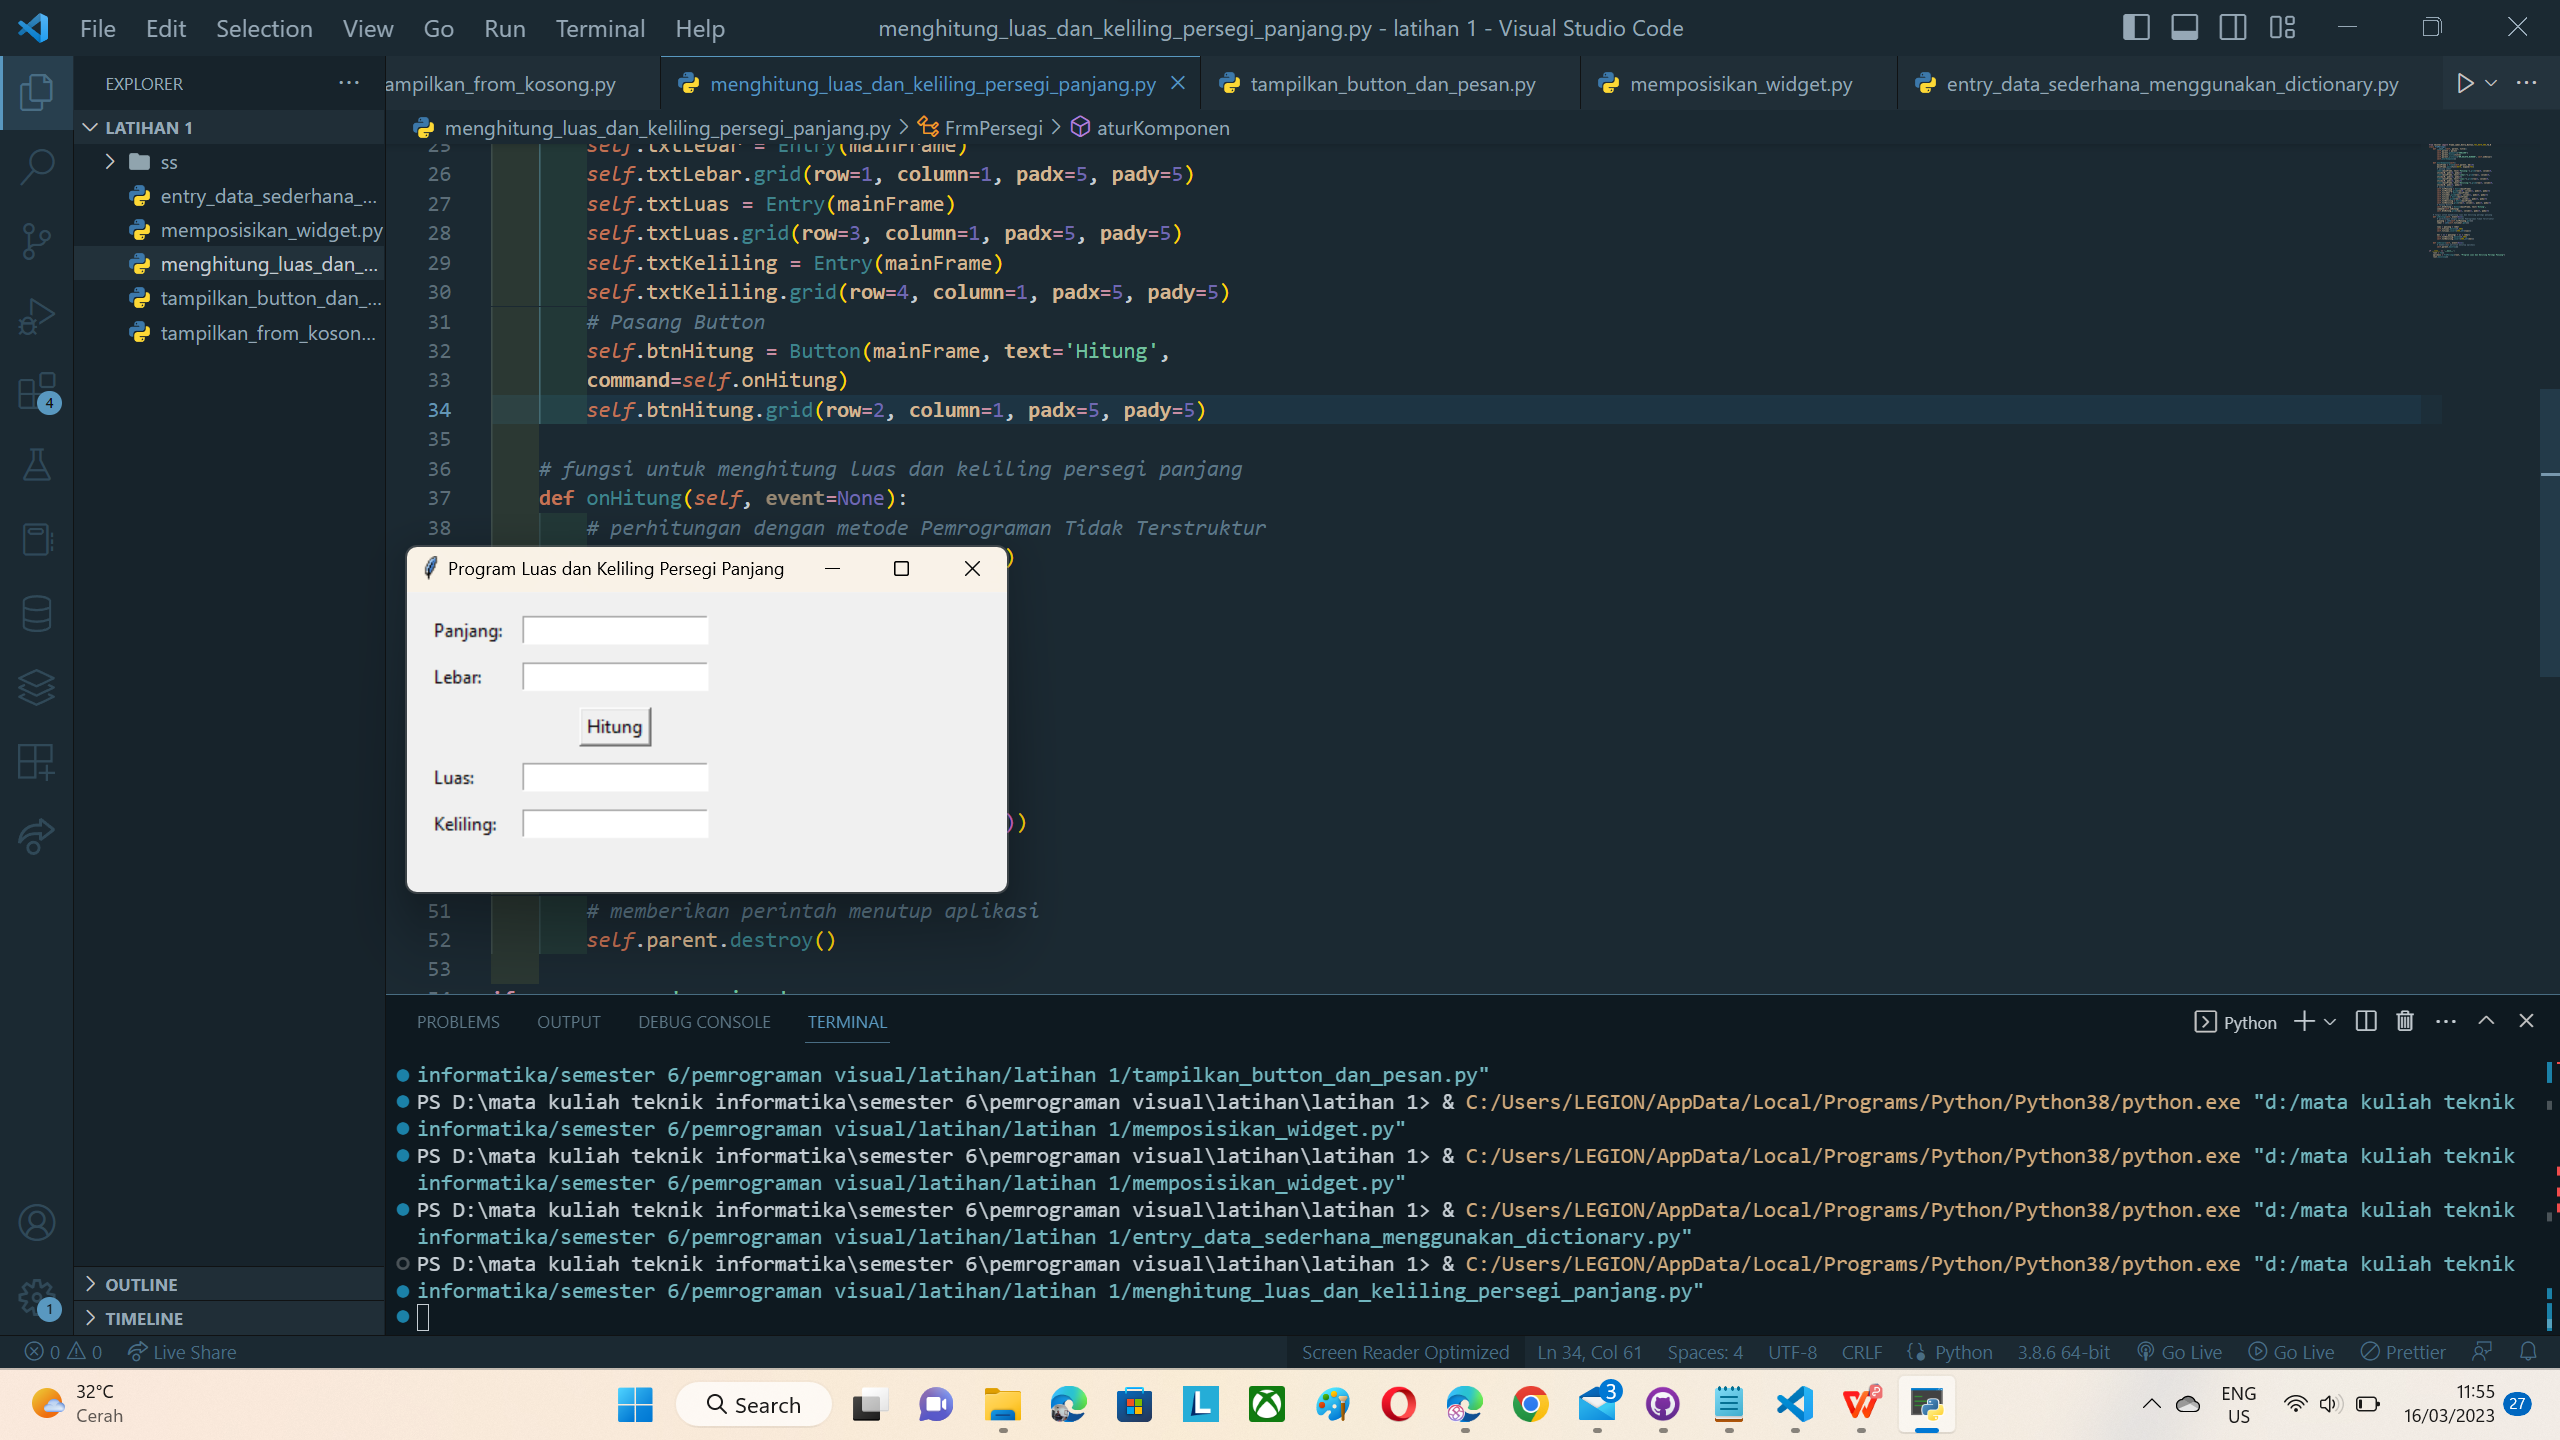 File Edit Selection View Go Run Terminal Help
menghitung_luas_dan_keliling_persegi_panjang.py - latihan 1 - Visual Studio Code
EXPLORER
ampilkan_from_kosong.py
menghitung_luas_dan_keliling_persegi_panjang.py
tampilkan_button_dan_pesan.py
memposisikan_widget.py
entry_data_sederhana_menggunakan_dictionary.py
LATIHAN 1
ss
entry_data_sederhana_...
memposisikan_widget.py
menghitung_luas_dan_...
tampilkan_button_dan_...
tampilkan_from_koson...
menghitung_luas_dan_keliling_persegi_panjang.py > FrmPersegi > aturKomponen
25 self.txtLebar = Entry(mainFrame)
26 self.txtLebar.grid(row=1, column=1, padx=5, pady=5)
27 self.txtLuas = Entry(mainFrame)
28 self.txtLuas.grid(row=3, column=1, padx=5, pady=5)
29 self.txtKeliling = Entry(mainFrame)
30 self.txtKeliling.grid(row=4, column=1, padx=5, pady=5)
31 # Pasang Button
32 self.btnHitung = Button(mainFrame, text='Hitung',
33 command=self.onHitung)
34 self.btnHitung.grid(row=2, column=1, padx=5, pady=5)
35
36 # fungsi untuk menghitung luas dan keliling persegi panjang
37 def onHitung(self, event=None):
38 # perhitungan dengan metode Pemrograman Tidak Terstruktur
)
Program Luas dan Keliling Persegi Panjang
Panjang:
Lebar:
Hitung
Luas:
Keliling:
))
51 # memberikan perintah menutup aplikasi
52 self.parent.destroy()
53
4
1
PROBLEMS OUTPUT DEBUG CONSOLE TERMINAL
Python
informatika/semester 6/pemrograman visual/latihan/latihan 1/tampilkan_button_dan_pesan.py"
PS D:\mata kuliah teknik informatika\semester 6\pemrograman visual\latihan\latihan 1> & C:/Users/LEGION/AppData/Local/Programs/Python/Python38/python.exe "d:/mata kuliah teknik
informatika/semester 6/pemrograman visual/latihan/latihan 1/memposisikan_widget.py"
PS D:\mata kuliah teknik informatika\semester 6\pemrograman visual\latihan\latihan 1> & C:/Users/LEGION/AppData/Local/Programs/Python/Python38/python.exe "d:/mata kuliah teknik
informatika/semester 6/pemrograman visual/latihan/latihan 1/memposisikan_widget.py"
PS D:\mata kuliah teknik informatika\semester 6\pemrograman visual\latihan\latihan 1> & C:/Users/LEGION/AppData/Local/Programs/Python/Python38/python.exe "d:/mata kuliah teknik
informatika/semester 6/pemrograman visual/latihan/latihan 1/entry_data_sederhana_menggunakan_dictionary.py"
PS D:\mata kuliah teknik informatika\semester 6\pemrograman visual\latihan\latihan 1> & C:/Users/LEGION/AppData/Local/Programs/Python/Python38/python.exe "d:/mata kuliah teknik
informatika/semester 6/pemrograman visual/latihan/latihan 1/menghitung_luas_dan_keliling_persegi_panjang.py"
OUTLINE
TIMELINE
0 0 Live Share
Screen Reader Optimized Ln 34, Col 61 Spaces: 4 UTF-8 CRLF Python 3.8.6 64-bit Go Live Go Live Prettier
32°C
Cerah
Search
3
ENG
US
11:55
16/03/2023
27